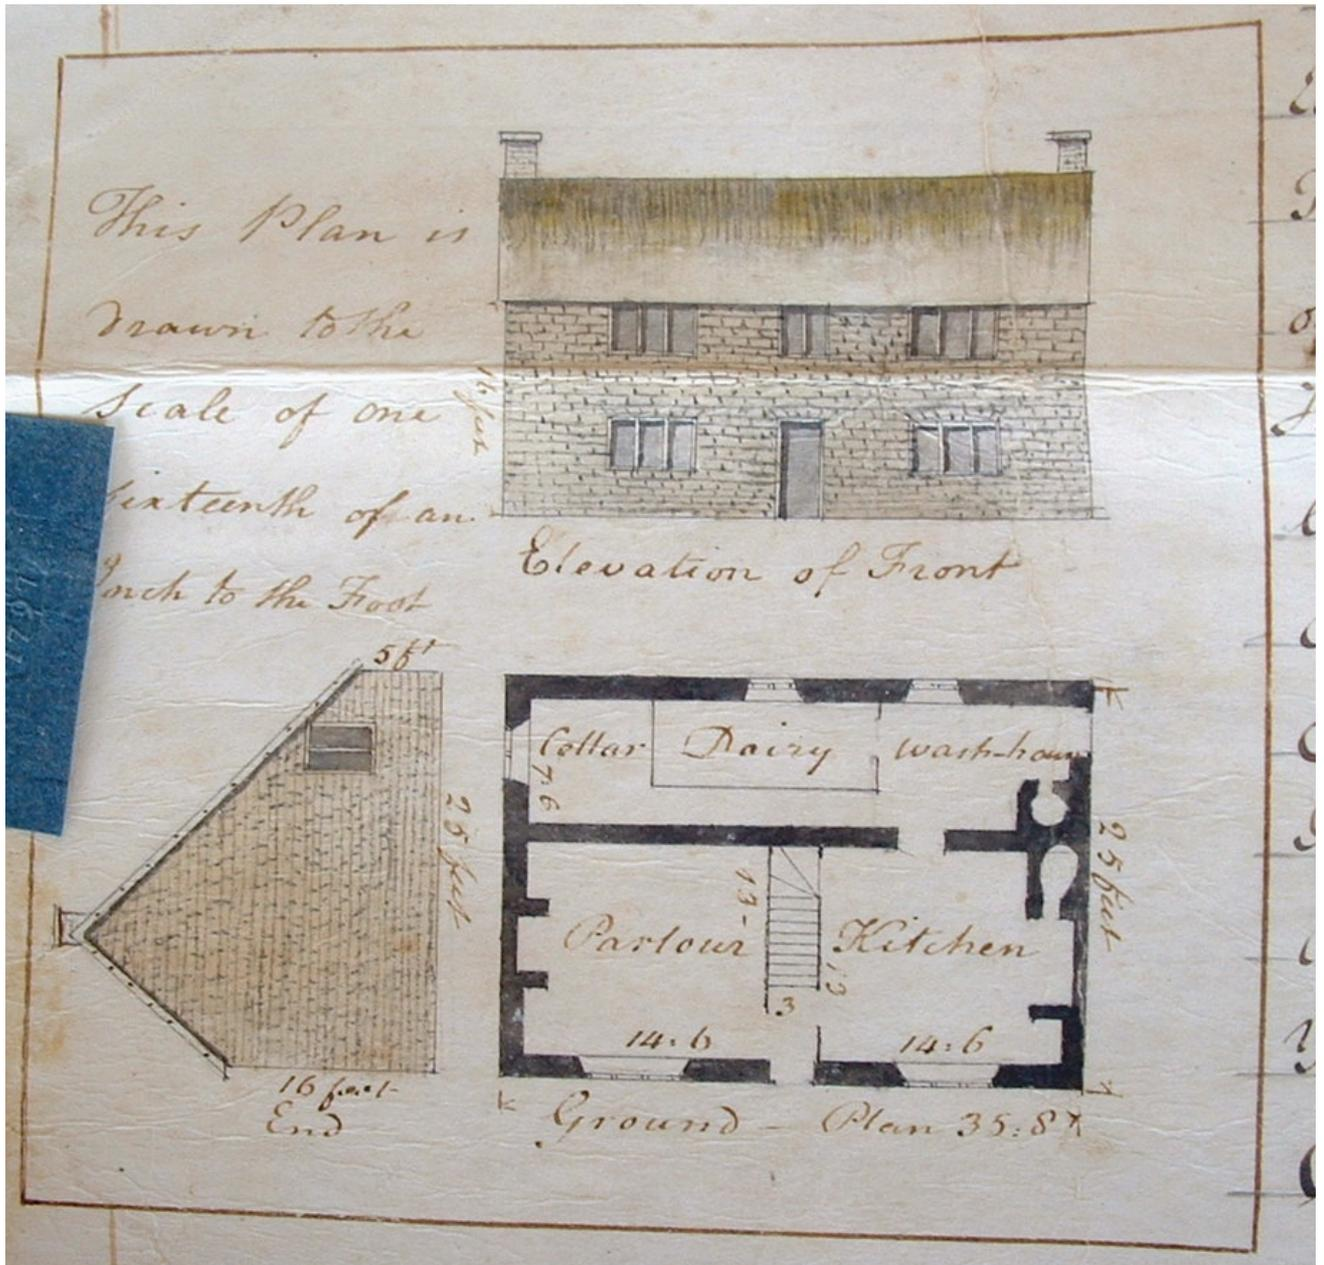 This Plan is
Drawn to the
Scale of one
Sixteenth of an
Inch to the Foot
16 feet
Elevation of Front
5 ft
25 feet
16 feet
End
Cellar Dairy Wash-house
7.6
25 feet
13
Parlour Kitchen
13
3
14:6 14:6
Ground - Plan 35:8